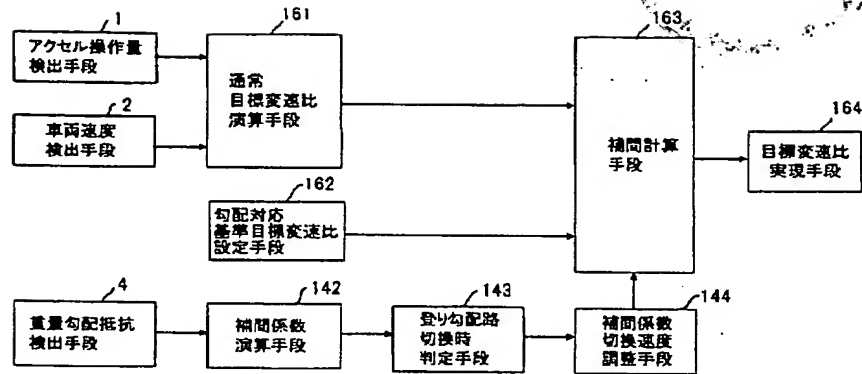 1
アクセル操作量
検出手段
161
通常
目標変速比
演算手段
163
補間計算
手段
2
車両速度
検出手段
164
目標変速比
実現手段
162
勾配対応
基準目標変速比
設定手段
4
重量勾配抵抗
検出手段
142
補間係数
演算手段
143
登り勾配路
切換時
判定手段
144
補間係数
切換速度
調整手段